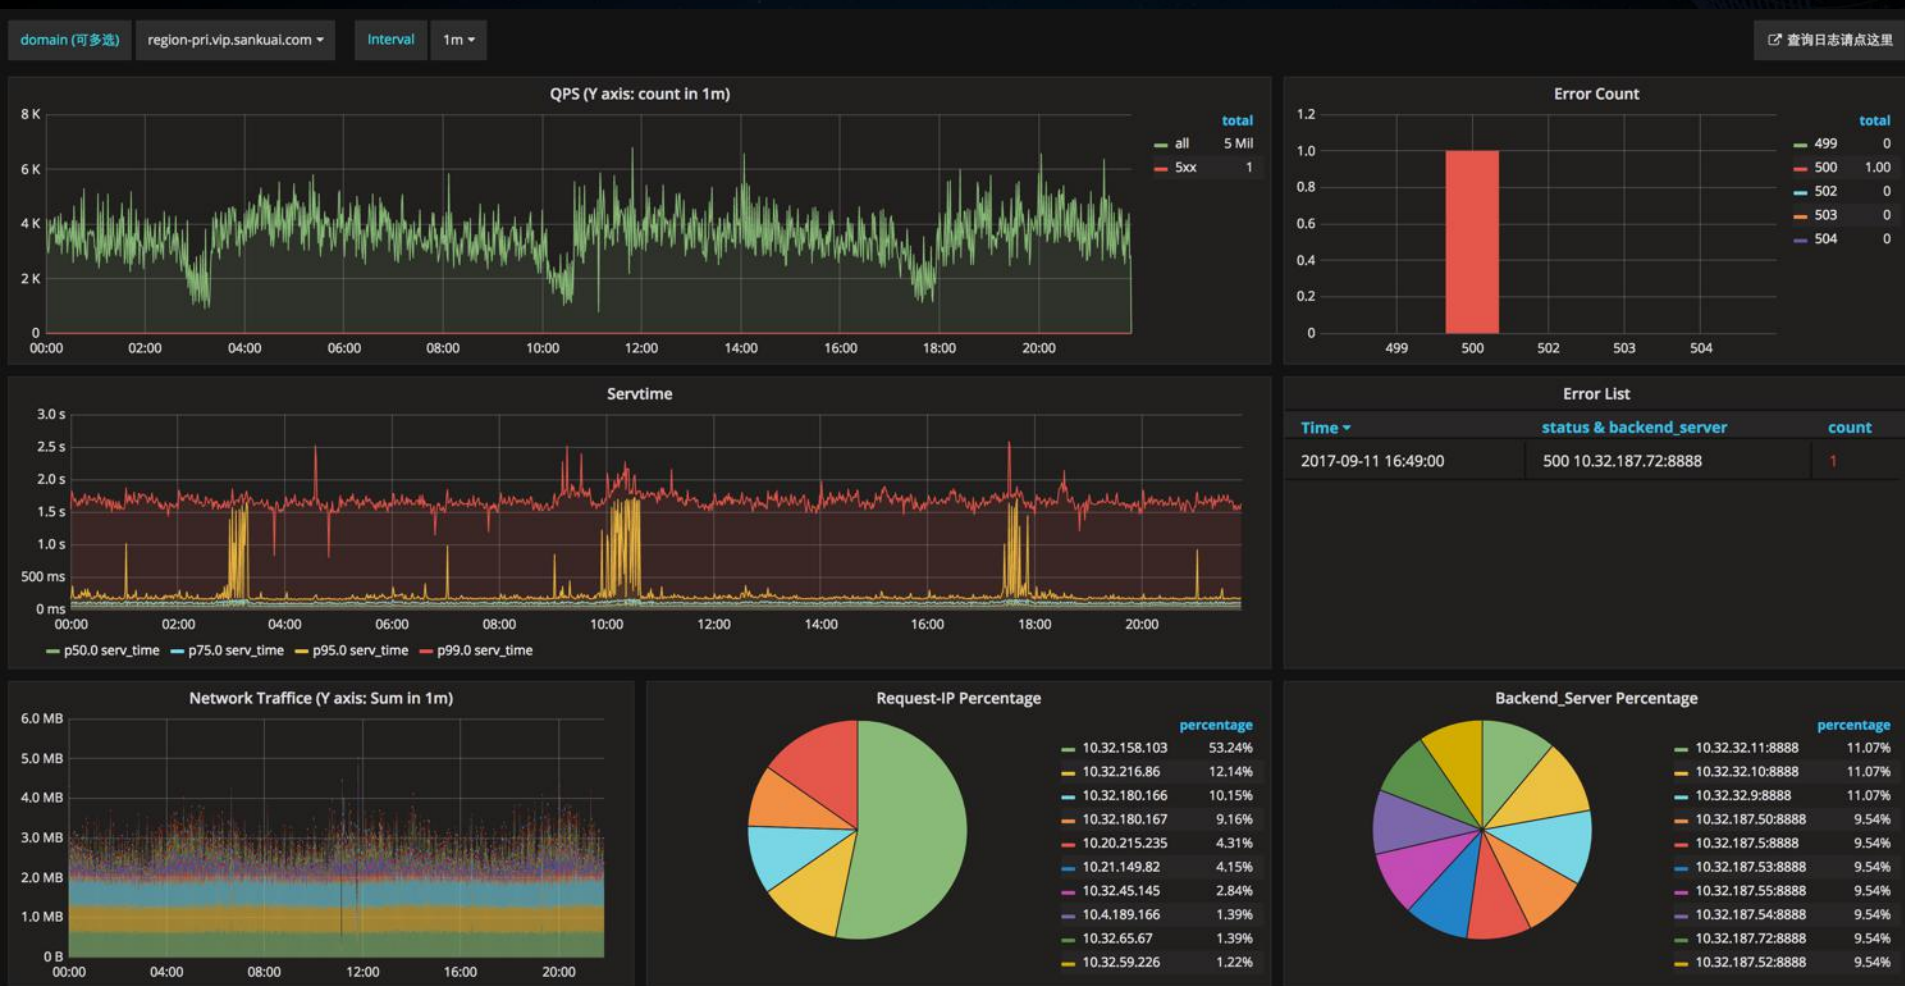 domain (可多选) region-pri.vip.sankuai.com Interval 1m 查询日志请点这里
QPS (Y axis: count in 1m)
8 K
6 K
4 K
2 K
0
00:00 02:00 04:00 06:00 08:00 10:00 12:00 14:00 16:00 18:00 20:00
total
all 5 Mil
5xx 1
Error Count
1.2
1.0
0.8
0.6
0.4
0.2
0
499 500 502 503 504
total
499 0
500 1.00
502 0
503 0
504 0
Servtime
3.0 s
2.5 s
2.0 s
1.5 s
1.0 s
500 ms
0 ms
00:00 02:00 04:00 06:00 08:00 10:00 12:00 14:00 16:00 18:00 20:00
p50.0 serv_time p75.0 serv_time p95.0 serv_time p99.0 serv_time
Error List
Time status & backend_server count
2017-09-11 16:49:00 500 10.32.187.72:8888 1
Network Traffice (Y axis: Sum in 1m)
6.0 MB
5.0 MB
4.0 MB
3.0 MB
2.0 MB
1.0 MB
0 B
00:00 04:00 08:00 12:00 16:00 20:00
Request-IP Percentage
percentage
10.32.158.103 53.24%
10.32.216.86 12.14%
10.32.180.166 10.15%
10.32.180.167 9.16%
10.20.215.235 4.31%
10.21.149.82 4.15%
10.32.45.145 2.84%
10.4.189.166 1.39%
10.32.65.67 1.39%
10.32.59.226 1.22%
Backend_Server Percentage
percentage
10.32.32.11:8888 11.07%
10.32.32.10:8888 11.07%
10.32.32.9:8888 11.07%
10.32.187.50:8888 9.54%
10.32.187.5:8888 9.54%
10.32.187.53:8888 9.54%
10.32.187.55:8888 9.54%
10.32.187.54:8888 9.54%
10.32.187.72:8888 9.54%
10.32.187.52:8888 9.54%